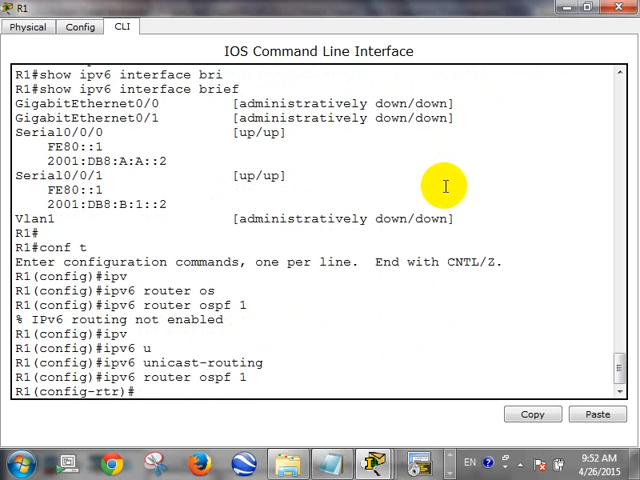 R1
Physical Config CLI
IOS Command Line Interface
R1#show ipv6 interface bri
R1#show ipv6 interface brief
GigabitEthernet0/0 [administratively down/down]
GigabitEthernet0/1 [administratively down/down]
Serial0/0/0 [up/up]
FE80::1
2001:DB8:A:A::2
Serial0/0/1 [up/up]
FE80::1
2001:DB8:B:1::2
Vlan1 [administratively down/down]
R1#
R1#conf t
Enter configuration commands, one per line. End with CNTL/Z.
R1(config)#ipv
R1(config)#ipv6 router os
R1(config)#ipv6 router ospf 1
% IPv6 routing not enabled
R1(config)#ipv
R1(config)#ipv6 u
R1(config)#ipv6 unicast-routing
R1(config)#ipv6 router ospf 1
R1(config-rtr)#
Copy Paste
EN 9:52 AM
4/26/2015